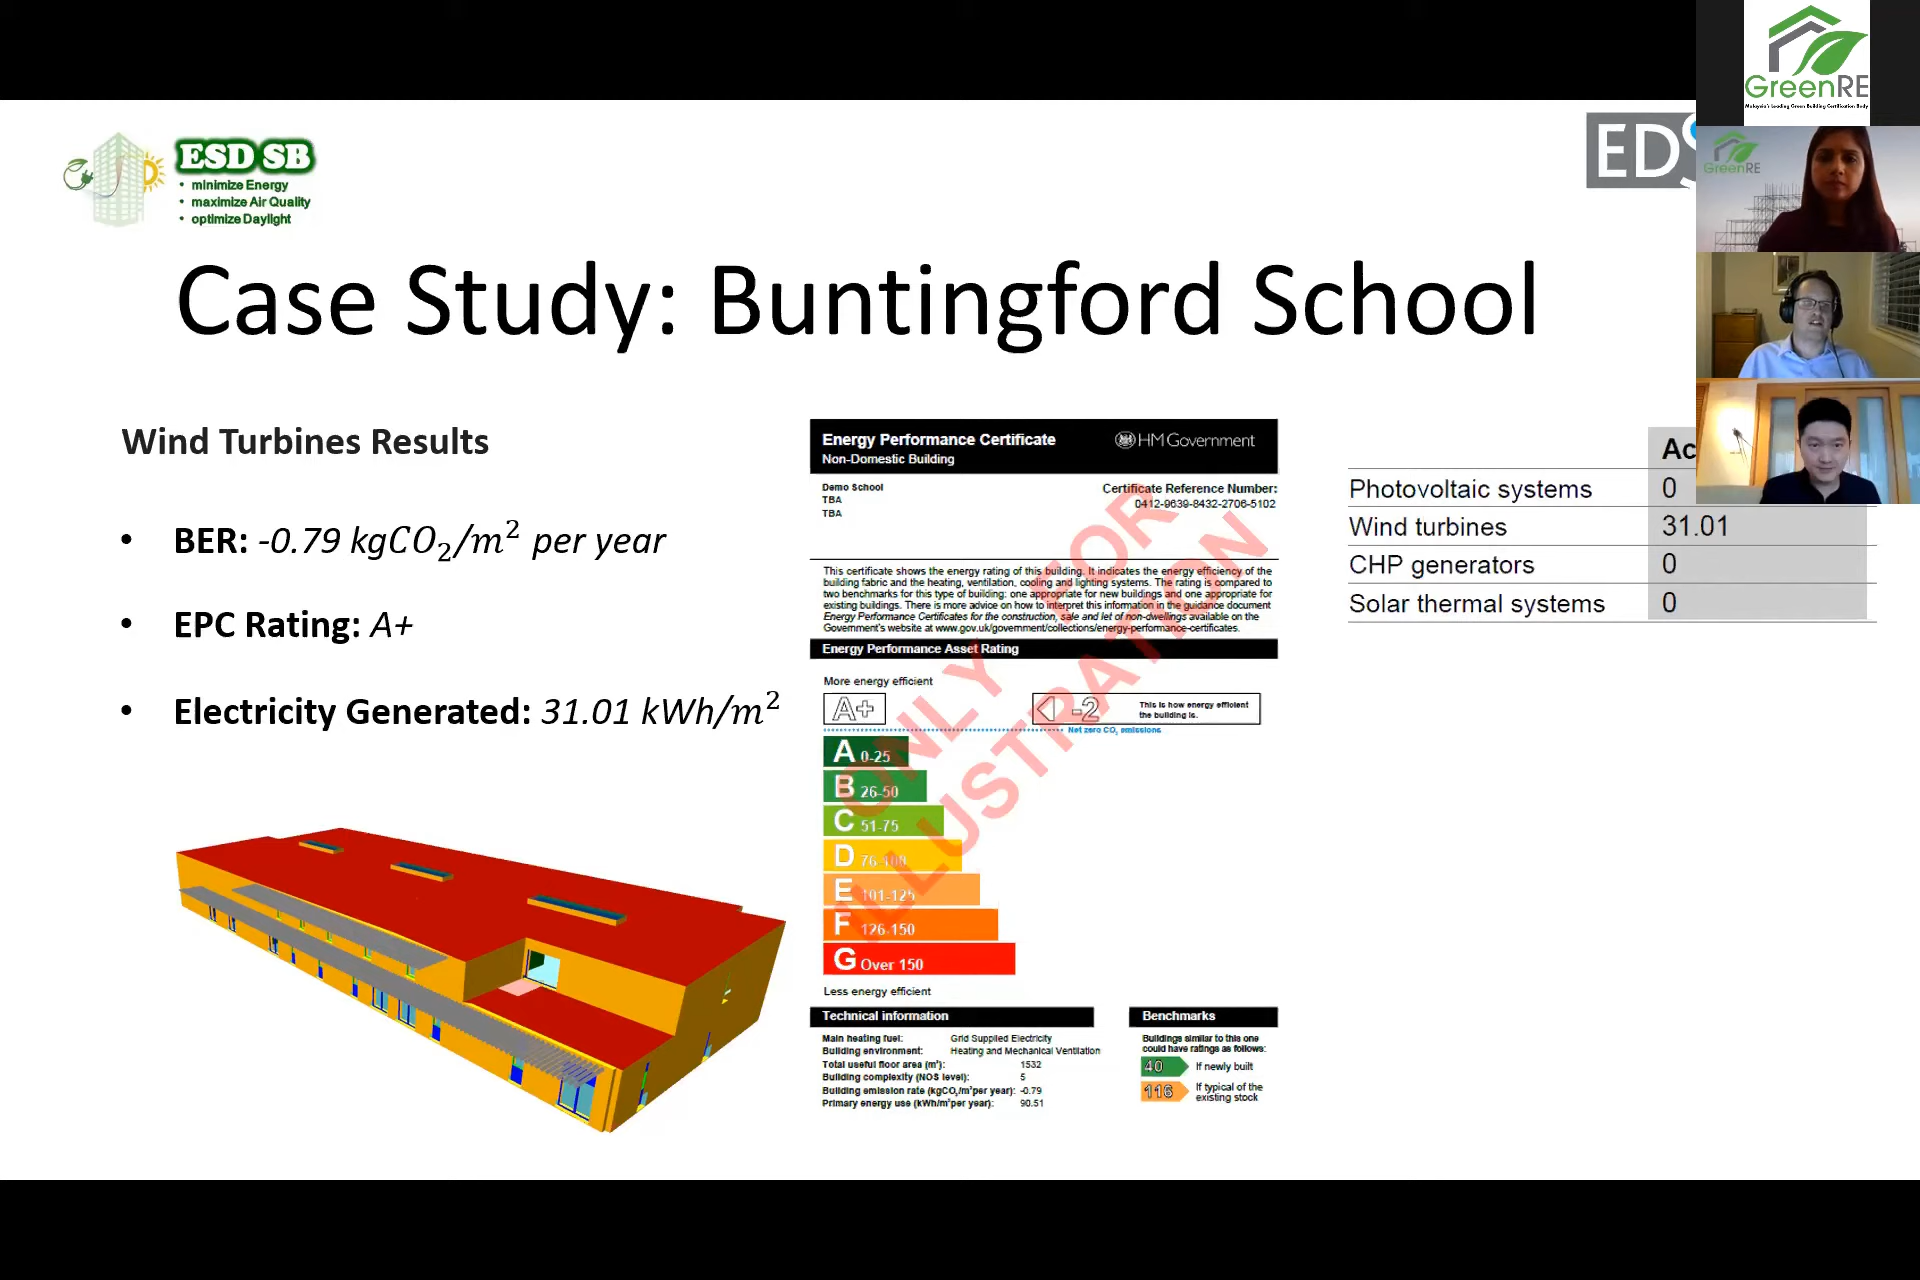 GreenRE
Malaysia's Leading Green Building Certification Body
GreenRE
ESD SB
• minimize Energy
• maximize Air Quality
• optimize Daylight
EDS
Case Study: Buntingford School
Wind Turbines Results
• BER: -0.79 kgCO₂/m² per year
• EPC Rating: A+
• Electricity Generated: 31.01 kWh/m²
Energy Performance Certificate
Non-Domestic Building
HM Government
Demo School
TBA
TBA
Certificate Reference Number:
0412-9639-8432-2706-5102
This certificate shows the energy rating of this building. It indicates the energy efficiency of the
building fabric and the heating, ventilation, cooling and lighting systems. The rating is compared to
two benchmarks for this type of building: one appropriate for new buildings and one appropriate for
existing buildings. There is more advice on how to interpret this information in the guidance document
Energy Performance Certificates for the construction, sale and let of non-dwellings available on the
Government's website at www.gov.uk/government/collections/energy-performance-certificates.
Energy Performance Asset Rating
More energy efficient
A+
-2
This is how energy efficient
the building is.
Net zero CO₂ emissions
A 0-25
B 26-50
C 51-75
D 76-100
E 101-125
F 126-150
G Over 150
Less energy efficient
ONLY FOR
ILLUSTRATION
Technical information
Main heating fuel: Grid Supplied Electricity
Building environment: Heating and Mechanical Ventilation
Total useful floor area (m²): 1532
Building complexity (NOS level): 5
Building emission rate (kgCO₂/m²per year): -0.79
Primary energy use (kWh/m²per year): 90.51
Benchmarks
Buildings similar to this one
could have ratings as follows:
40 If newly built
116 If typical of the
existing stock
Ac
Photovoltaic systems 0
Wind turbines 31.01
CHP generators 0
Solar thermal systems 0